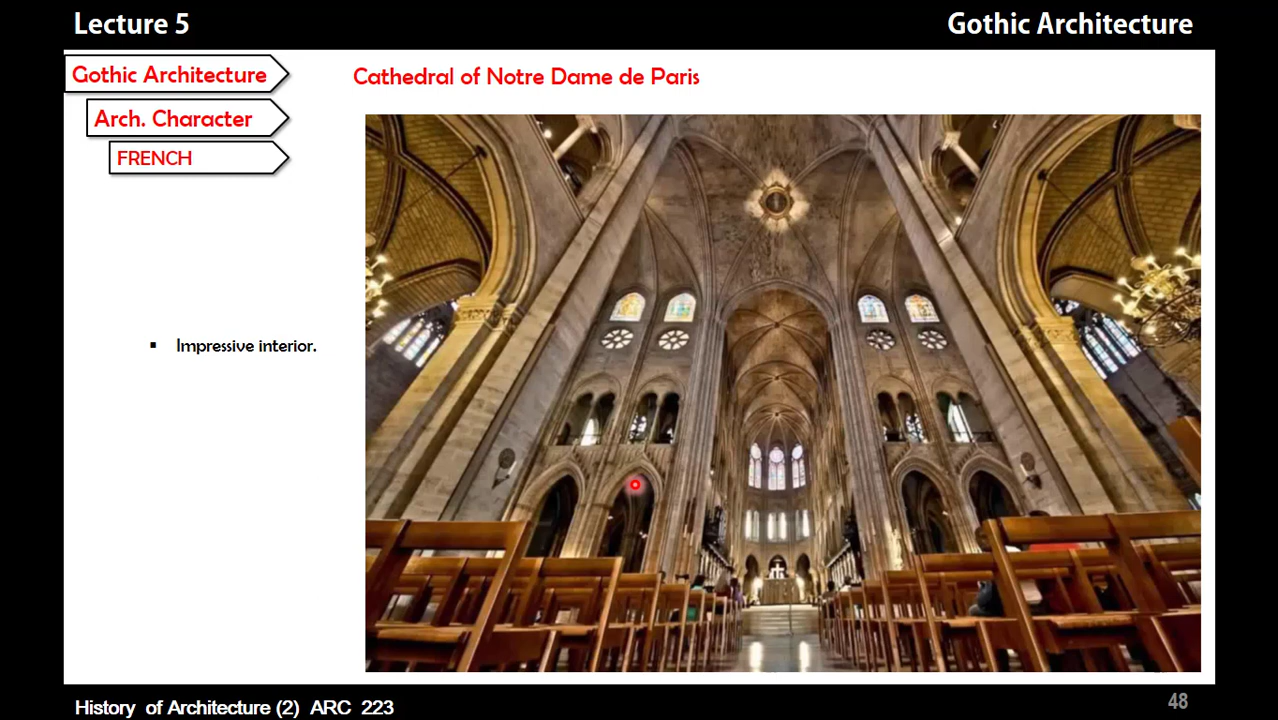 Lecture 5
Gothic Architecture
Gothic Architecture
Cathedral of Notre Dame de Paris
Arch. Character
FRENCH
▪ Impressive interior.
History of Architecture (2) ARC 223
48